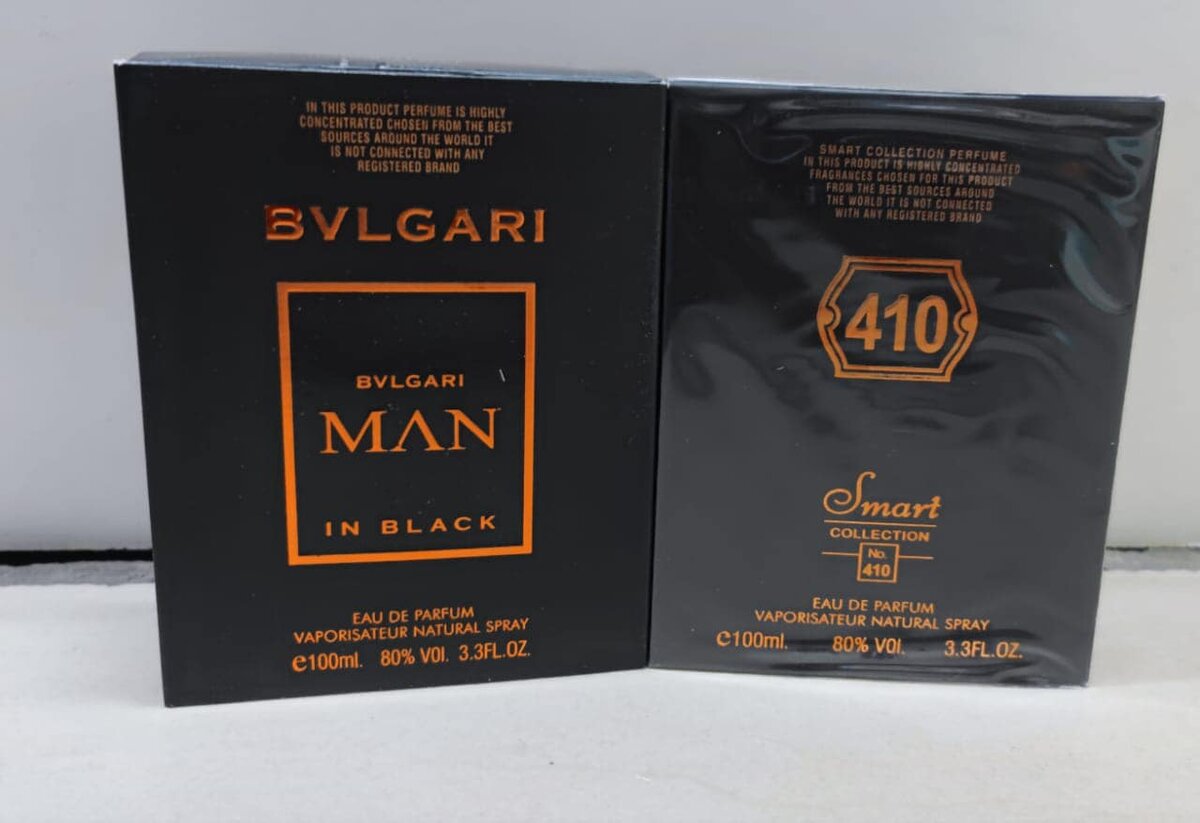 IN THIS PRODUCT PERFUME IS HIGHLY
CONCENTRATED CHOSEN FROM THE BEST
SOURCES AROUND THE WORLD IT
IS NOT CONNECTED WITH ANY
REGISTERED BRAND
BVLGARI
BVLGARI
MAN
IN BLACK
EAU DE PARFUM
VAPORISATEUR NATURAL SPRAY
e100ml. 80% VOl. 3.3FL.OZ.
SMART COLLECTION PERFUME
IN THIS PRODUCT IS HIGHLY CONCENTRATED
FRAGRANCES CHOSEN FOR THIS PRODUCT
FROM THE BEST SOURCES AROUND
THE WORLD IT IS NOT CONNECTED
WITH ANY REGISTERED BRAND
410
Smart
COLLECTION
No.
410
EAU DE PARFUM
VAPORISATEUR NATURAL SPRAY
e100ml. 80% VOl. 3.3FL.OZ.